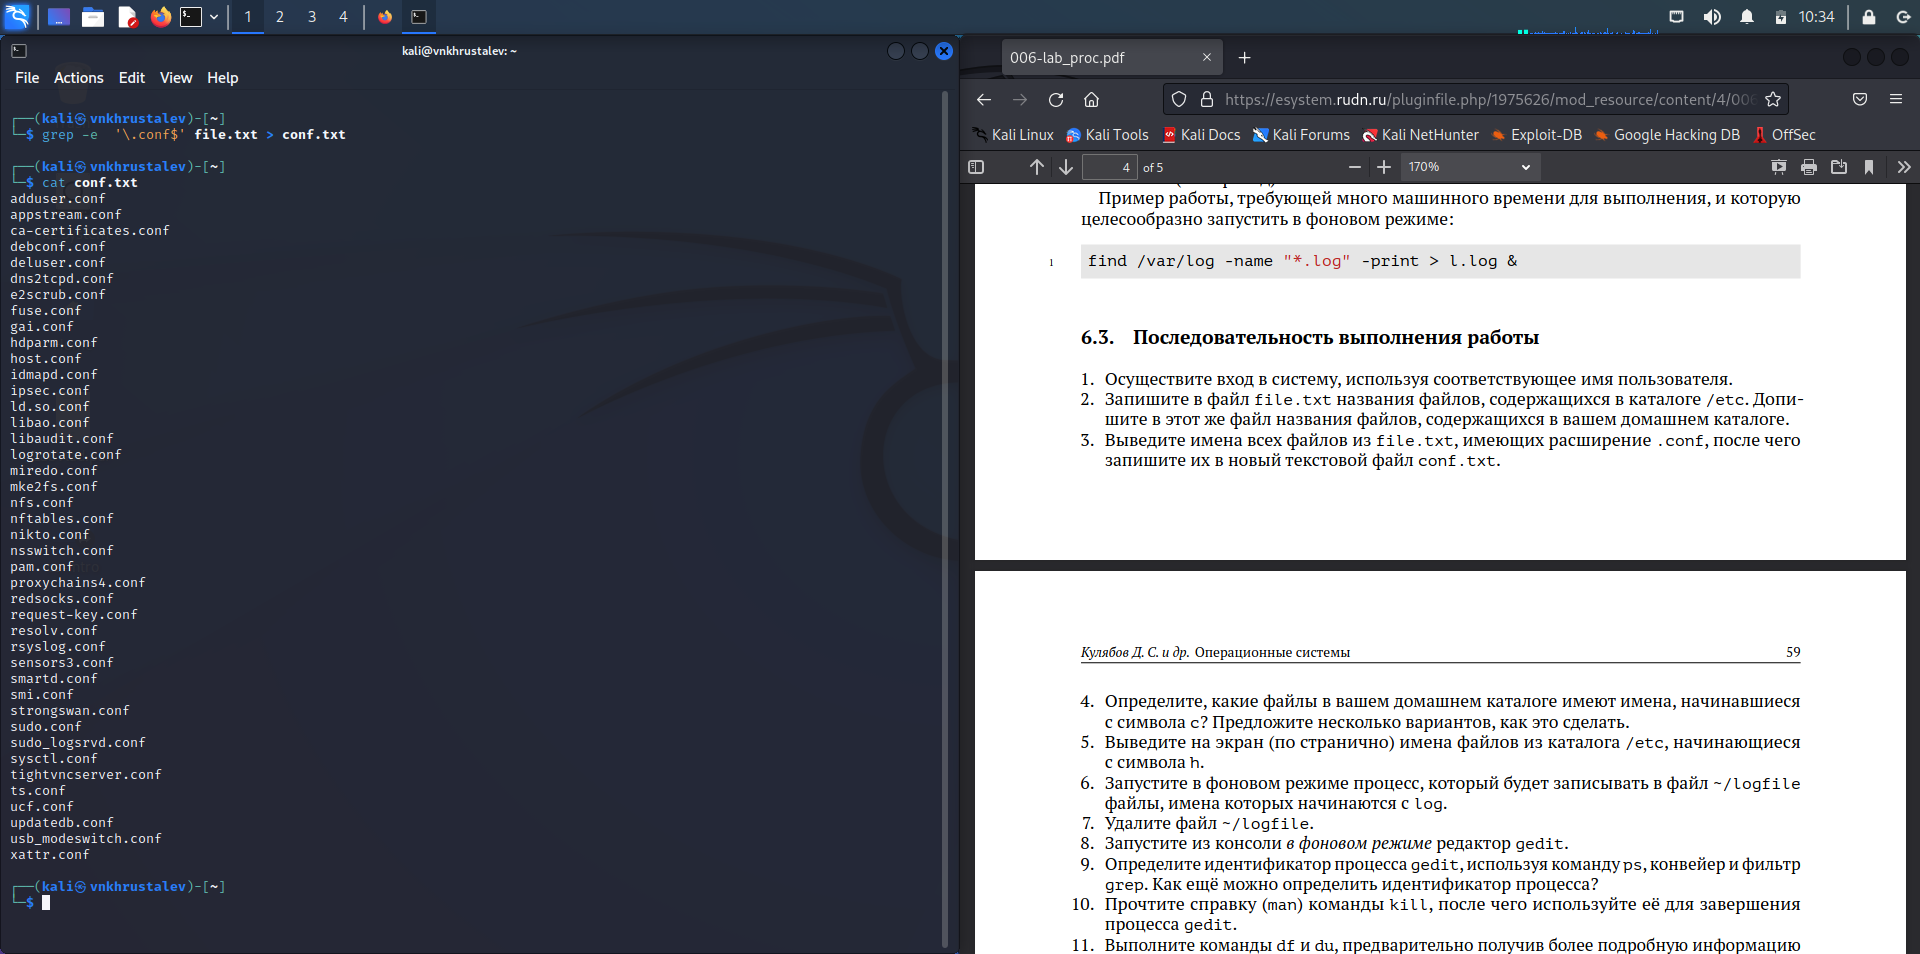 1 2 3 4
10:34
kali@vnkhrustalev: ~
File Actions Edit View Help
┌──(kali㉿vnkhrustalev)-[~]
└─$ grep -e  '\.conf$' file.txt > conf.txt
┌──(kali㉿vnkhrustalev)-[~]
└─$ cat conf.txt
adduser.conf
appstream.conf
ca-certificates.conf
debconf.conf
deluser.conf
dns2tcpd.conf
e2scrub.conf
fuse.conf
gai.conf
hdparm.conf
host.conf
idmapd.conf
ipsec.conf
ld.so.conf
libao.conf
libaudit.conf
logrotate.conf
miredo.conf
mke2fs.conf
nfs.conf
nftables.conf
nikto.conf
nsswitch.conf
pam.conf
proxychains4.conf
redsocks.conf
request-key.conf
resolv.conf
rsyslog.conf
sensors3.conf
smartd.conf
smi.conf
strongswan.conf
sudo.conf
sudo_logsrvd.conf
sysctl.conf
tightvncserver.conf
ts.conf
ucf.conf
updatedb.conf
usb_modeswitch.conf
xattr.conf
┌──(kali㉿vnkhrustalev)-[~]
└─$
006-lab_proc.pdf
https://esystem.rudn.ru/pluginfile.php/1975626/mod_resource/content/4/006
Kali Linux Kali Tools Kali Docs Kali Forums Kali NetHunter Exploit-DB Google Hacking DB OffSec
4 of 5 170%
Пример работы, требующей много машинного времени для выполнения, и которую
целесообразно запустить в фоновом режиме:
1 find /var/log -name "*.log" -print > l.log &
6.3. Последовательность выполнения работы
1. Осуществите вход в систему, используя соответствующее имя пользователя.
2. Запишите в файл file.txt названия файлов, содержащихся в каталоге /etc. Допи-
шите в этот же файл названия файлов, содержащихся в вашем домашнем каталоге.
3. Выведите имена всех файлов из file.txt, имеющих расширение .conf, после чего
запишите их в новый текстовой файл conf.txt.
Кулябов Д. С. и др. Операционные системы 59
4. Определите, какие файлы в вашем домашнем каталоге имеют имена, начинавшиеся
с символа c? Предложите несколько вариантов, как это сделать.
5. Выведите на экран (по странично) имена файлов из каталога /etc, начинающиеся
с символа h.
6. Запустите в фоновом режиме процесс, который будет записывать в файл ~/logfile
файлы, имена которых начинаются с log.
7. Удалите файл ~/logfile.
8. Запустите из консоли в фоновом режиме редактор gedit.
9. Определите идентификатор процесса gedit, используя команду ps, конвейер и фильтр
grep. Как ещё можно определить идентификатор процесса?
10. Прочтите справку (man) команды kill, после чего используйте её для завершения
процесса gedit.
11. Выполните команды df и du, предварительно получив более подробную информацию